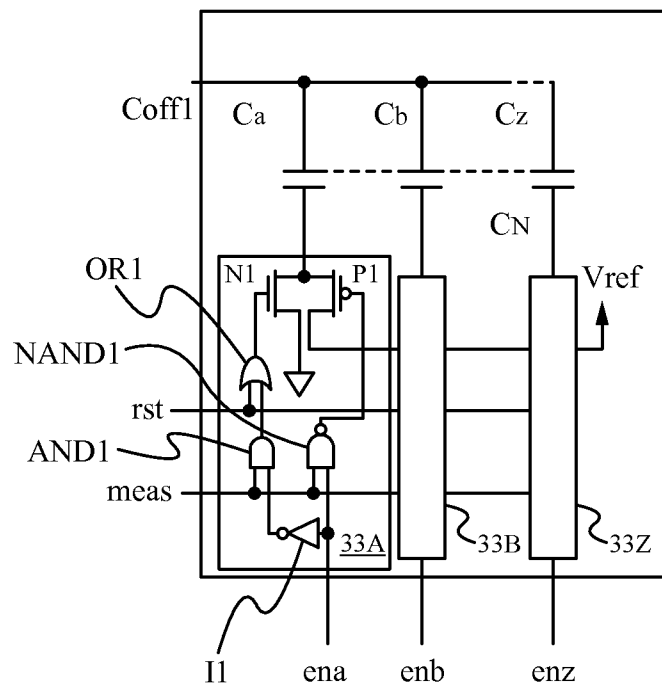 Coff1
Ca
Cb
Cz
CN
OR1
N1
P1
Vref
NAND1
rst
AND1
meas
33A
33B
33Z
I1
ena
enb
enz